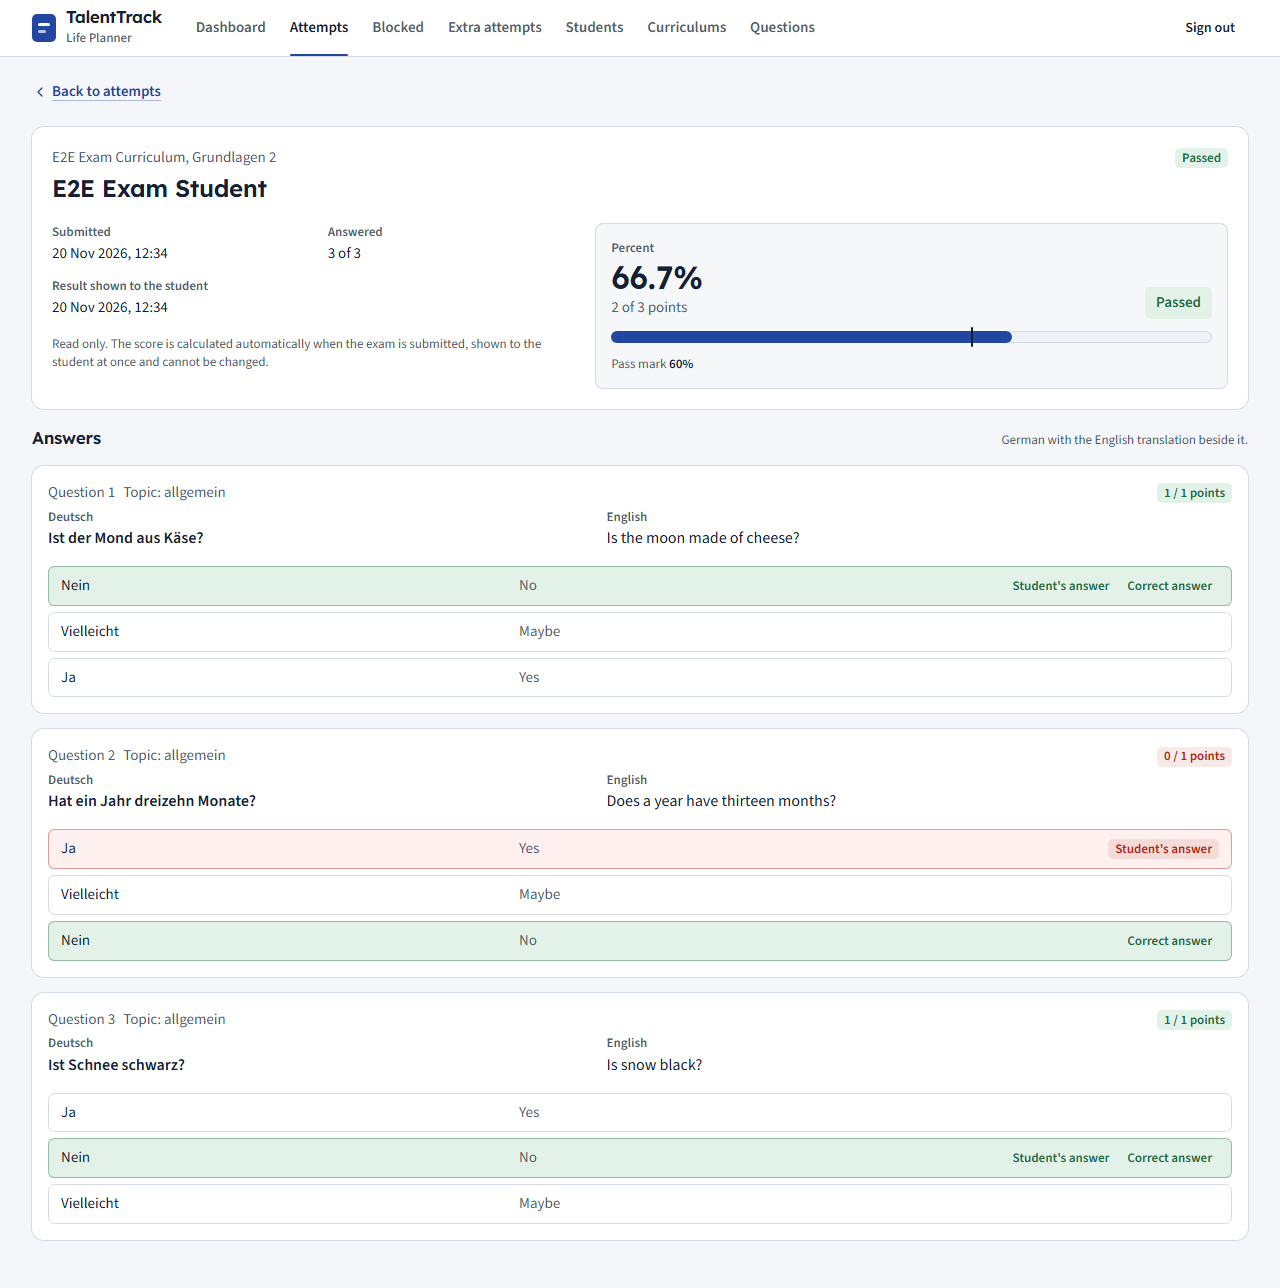 TalentTrack
Life Planner
Dashboard Attempts Blocked Extra attempts Students Curriculums Questions Sign out
Back to attempts
E2E Exam Curriculum, Grundlagen 2 Passed
E2E Exam Student
Submitted Answered
20 Nov 2026, 12:34 3 of 3
Result shown to the student
20 Nov 2026, 12:34
Read only. The score is calculated automatically when the exam is submitted, shown to the
student at once and cannot be changed.
Percent
66.7%
2 of 3 points Passed
Pass mark 60%
Answers German with the English translation beside it.
Question 1 Topic: allgemein 1 / 1 points
Deutsch English
Ist der Mond aus Käse? Is the moon made of cheese?
Nein No Student's answer Correct answer
Vielleicht Maybe
Ja Yes
Question 2 Topic: allgemein 0 / 1 points
Deutsch English
Hat ein Jahr dreizehn Monate? Does a year have thirteen months?
Ja Yes Student's answer
Vielleicht Maybe
Nein No Correct answer
Question 3 Topic: allgemein 1 / 1 points
Deutsch English
Ist Schnee schwarz? Is snow black?
Ja Yes
Nein No Student's answer Correct answer
Vielleicht Maybe